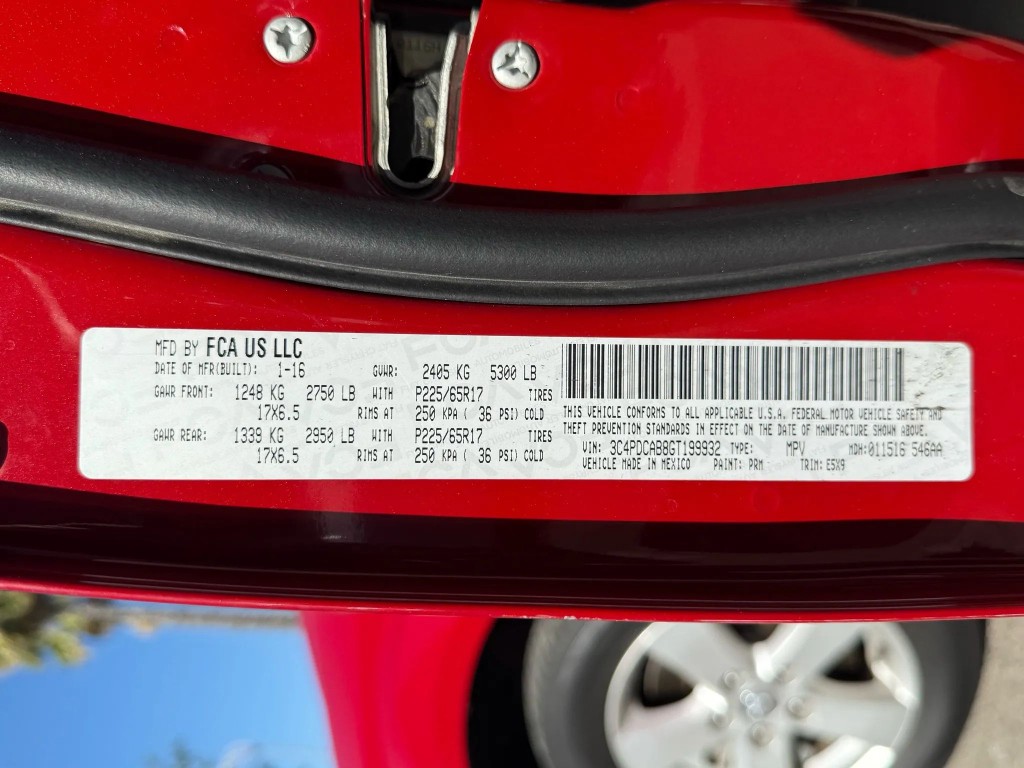 MFD BY FCA US LLC
DATE OF MFR(BUILT): 1-16 GVWR: 2405 KG 5300 LB
GAWR FRONT: 1248 KG 2750 LB WITH P225/65R17 TIRES
17X6.5 RIMS AT 250 KPA ( 36 PSI) COLD
GAWR REAR: 1339 KG 2950 LB WITH P225/65R17 TIRES
17X6.5 RIMS AT 250 KPA ( 36 PSI) COLD
THIS VEHICLE CONFORMS TO ALL APPLICABLE U.S.A. FEDERAL MOTOR VEHICLE SAFETY AND
THEFT PREVENTION STANDARDS IN EFFECT ON THE DATE OF MANUFACTURE SHOWN ABOVE.
VIN: 3C4PDCAB8GT199932 TYPE: MPV MDH:011516 546AA
VEHICLE MADE IN MEXICO PAINT: PRM TRIM: E5X9